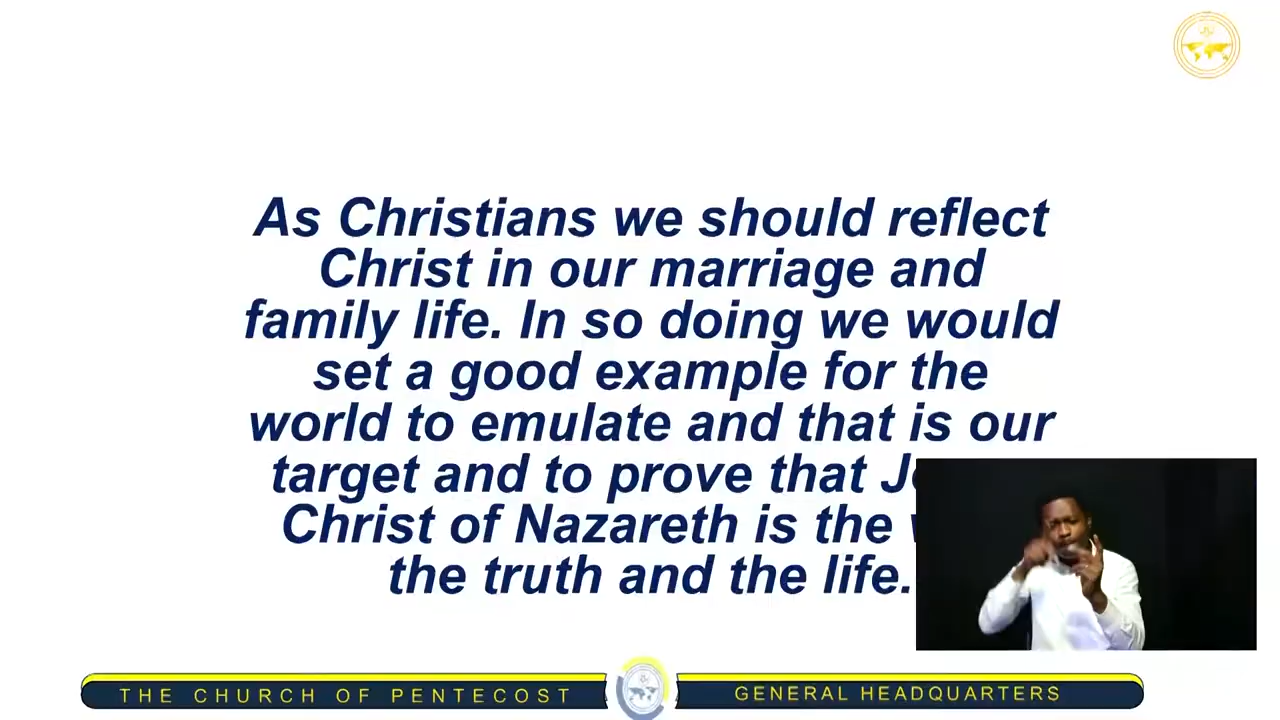 As Christians we should reflect
Christ in our marriage and
family life. In so doing we would
set a good example for the
world to emulate and that is our
target and to prove that
Christ of Nazareth is the
the truth and the life.
THE CHURCH OF PENTECOST
GENERAL HEADQUARTERS